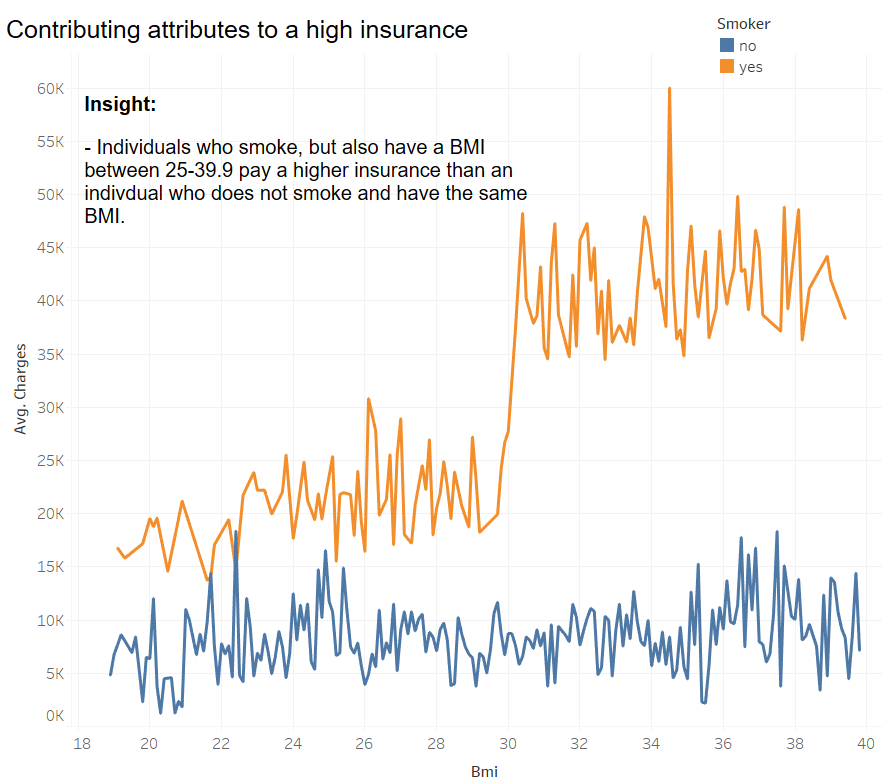 Contributing attributes to a high insurance
Smoker
no
yes
Insight:
- Individuals who smoke, but also have a BMI
between 25-39.9 pay a higher insurance than an
indivdual who does not smoke and have the same
BMI.
Avg. Charges
60K
55K
50K
45K
40K
35K
30K
25K
20K
15K
10K
5K
0K
18 20 22 24 26 28 30 32 34 36 38 40
Bmi